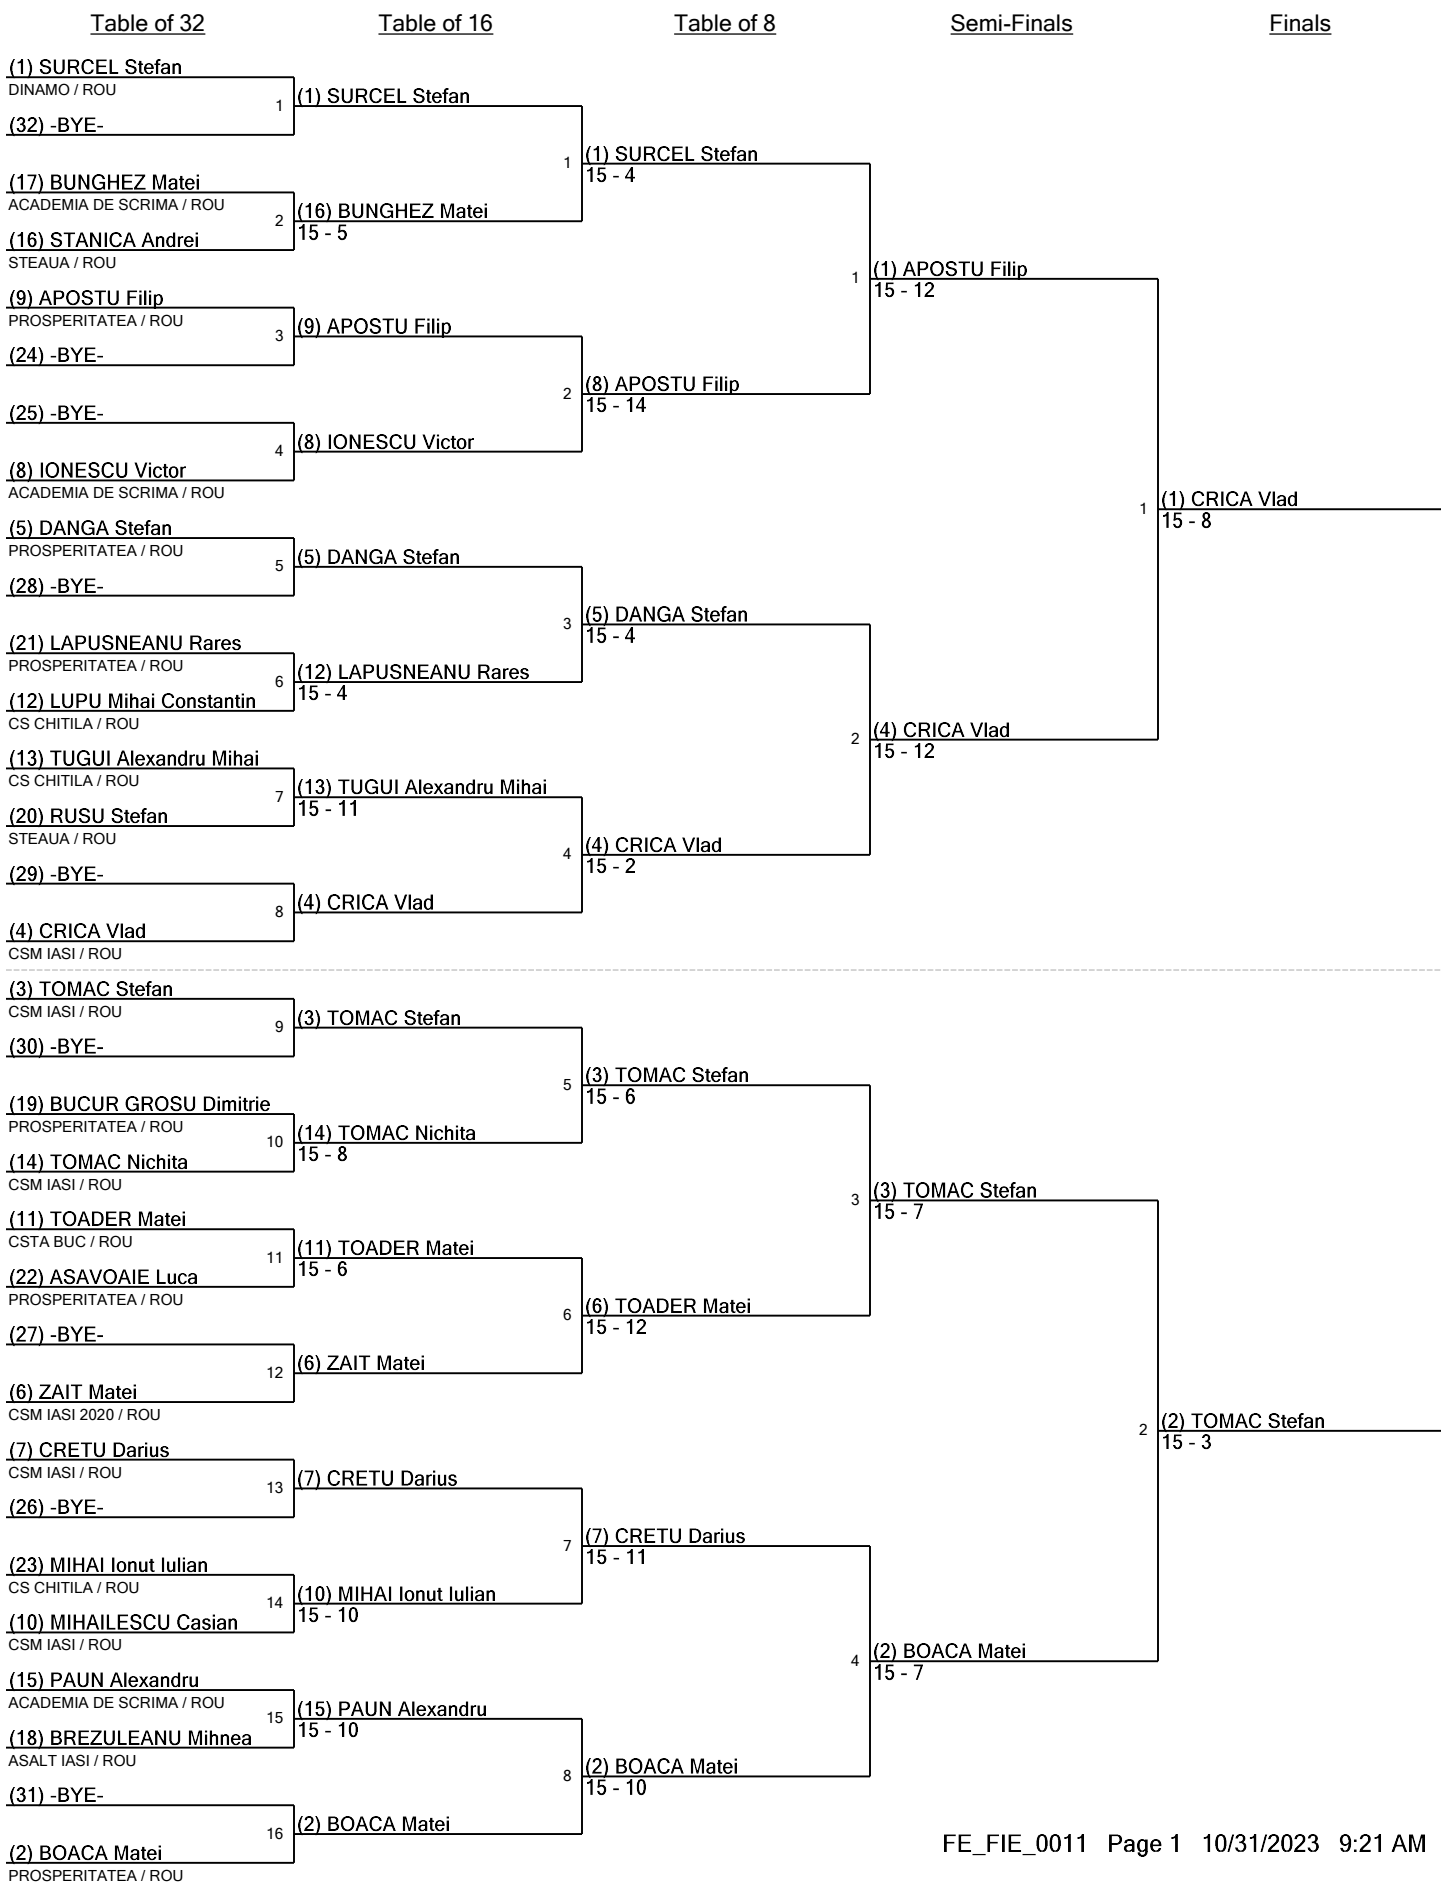 Table of 32 Table of 16 Table of 8 Semi-Finals Finals
(1) SURCEL Stefan
DINAMO / ROU
1
(32) -BYE-
(17) BUNGHEZ Matei
ACADEMIA DE SCRIMA / ROU
2
(16) STANICA Andrei
STEAUA / ROU
(9) APOSTU Filip
PROSPERITATEA / ROU
3
(24) -BYE-
(25) -BYE-
4
(8) IONESCU Victor
ACADEMIA DE SCRIMA / ROU
(5) DANGA Stefan
PROSPERITATEA / ROU
5
(28) -BYE-
(21) LAPUSNEANU Rares
PROSPERITATEA / ROU
6
(12) LUPU Mihai Constantin
CS CHITILA / ROU
(13) TUGUI Alexandru Mihai
CS CHITILA / ROU
7
(20) RUSU Stefan
STEAUA / ROU
(29) -BYE-
8
(4) CRICA Vlad
CSM IASI / ROU
(3) TOMAC Stefan
CSM IASI / ROU
9
(30) -BYE-
(19) BUCUR GROSU Dimitrie
PROSPERITATEA / ROU
10
(14) TOMAC Nichita
CSM IASI / ROU
(11) TOADER Matei
CSTA BUC / ROU
11
(22) ASAVOAIE Luca
PROSPERITATEA / ROU
(27) -BYE-
12
(6) ZAIT Matei
CSM IASI 2020 / ROU
(7) CRETU Darius
CSM IASI / ROU
13
(26) -BYE-
(23) MIHAI Ionut Iulian
CS CHITILA / ROU
14
(10) MIHAILESCU Casian
CSM IASI / ROU
(15) PAUN Alexandru
ACADEMIA DE SCRIMA / ROU
15
(18) BREZULEANU Mihnea
ASALT IASI / ROU
(31) -BYE-
16
(2) BOACA Matei
PROSPERITATEA / ROU
(1) SURCEL Stefan
1
(16) BUNGHEZ Matei
15 - 5
(9) APOSTU Filip
2
(8) IONESCU Victor
(5) DANGA Stefan
3
(12) LAPUSNEANU Rares
15 - 4
(13) TUGUI Alexandru Mihai
15 - 11
4
(4) CRICA Vlad
(3) TOMAC Stefan
5
(14) TOMAC Nichita
15 - 8
(11) TOADER Matei
15 - 6
6
(6) ZAIT Matei
(7) CRETU Darius
7
(10) MIHAI Ionut Iulian
15 - 10
(15) PAUN Alexandru
15 - 10
8
(2) BOACA Matei
(1) SURCEL Stefan
15 - 4
1
(8) APOSTU Filip
15 - 14
(5) DANGA Stefan
15 - 4
2
(4) CRICA Vlad
15 - 2
(3) TOMAC Stefan
15 - 6
3
(6) TOADER Matei
15 - 12
(7) CRETU Darius
15 - 11
4
(2) BOACA Matei
15 - 10
(1) APOSTU Filip
15 - 12
1
(4) CRICA Vlad
15 - 12
(3) TOMAC Stefan
15 - 7
2
(2) BOACA Matei
15 - 7
(1) CRICA Vlad
15 - 8
(2) TOMAC Stefan
15 - 3
FE_FIE_0011 Page 1 10/31/2023 9:21 AM